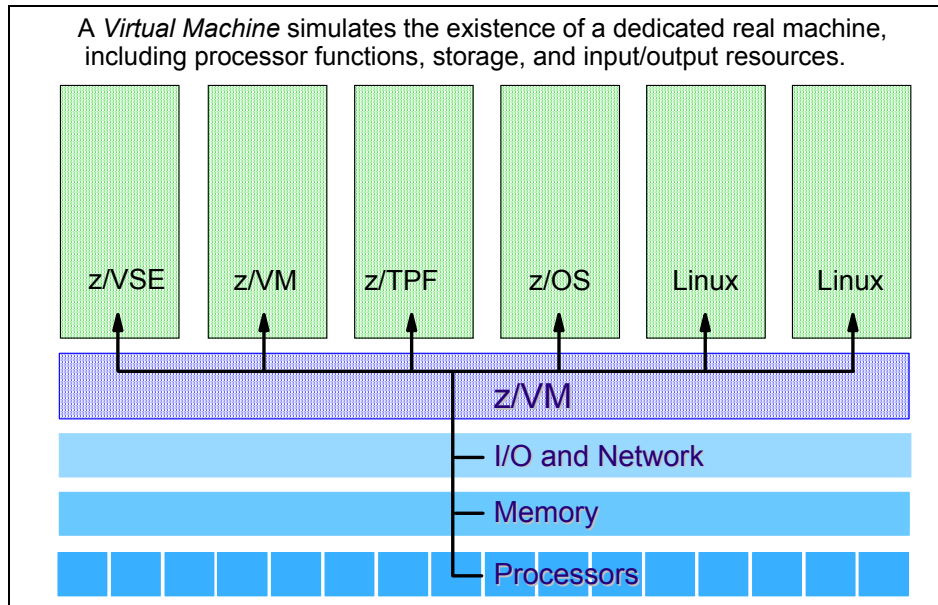 A Virtual Machine simulates the existence of a dedicated real machine,
including processor functions, storage, and input/output resources.
z/VSE
z/VM
z/TPF
z/OS
Linux
Linux
z/VM
I/O and Network
Memory
Processors